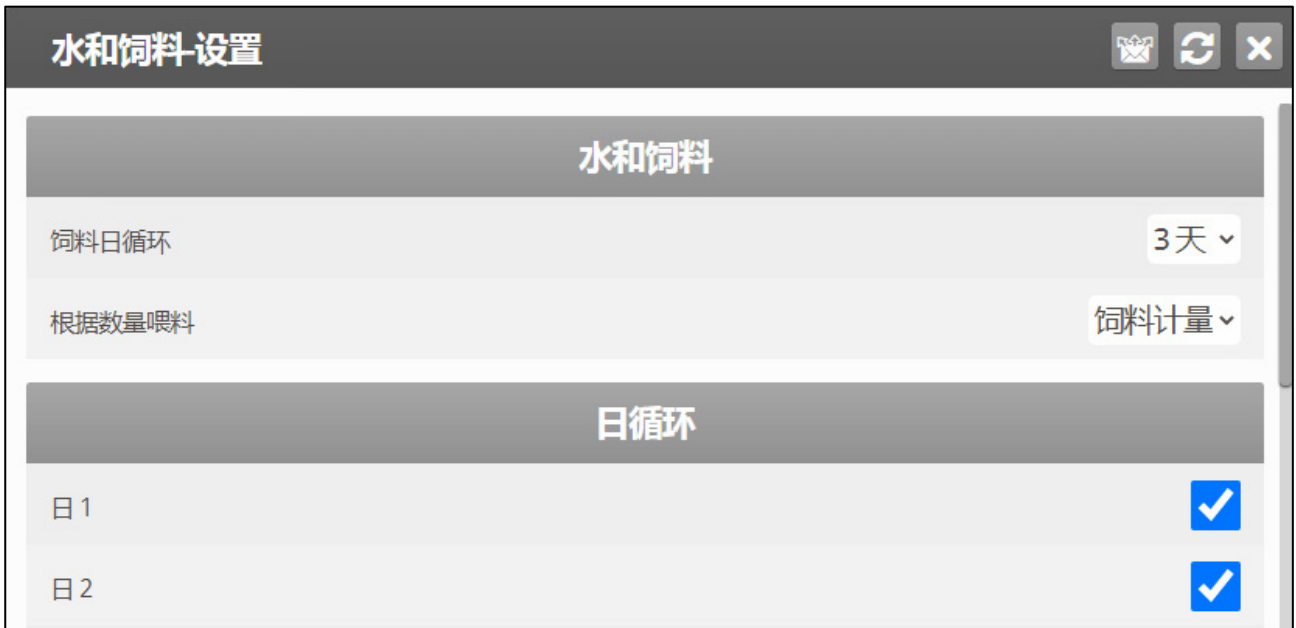 水和饲料-设置
水和饲料
饲料日循环 3天
根据数量喂料 饲料计量
日循环
日1
日2